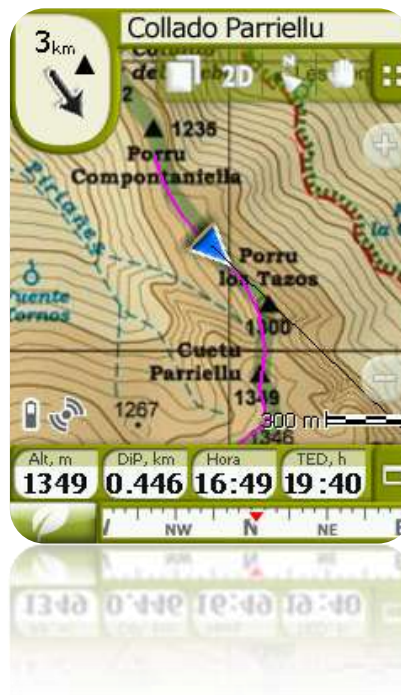 Collado Parriellu
3km
2D
N
1235
Porru
Compontaniella
Porru
los Tazos
1300
Cuetu
Parriellu
1349
1267
300 m
1346
Alt, m
DiP, km
Hora
TED, h
1349
0.446
16:49
19:40
NW
N
NE